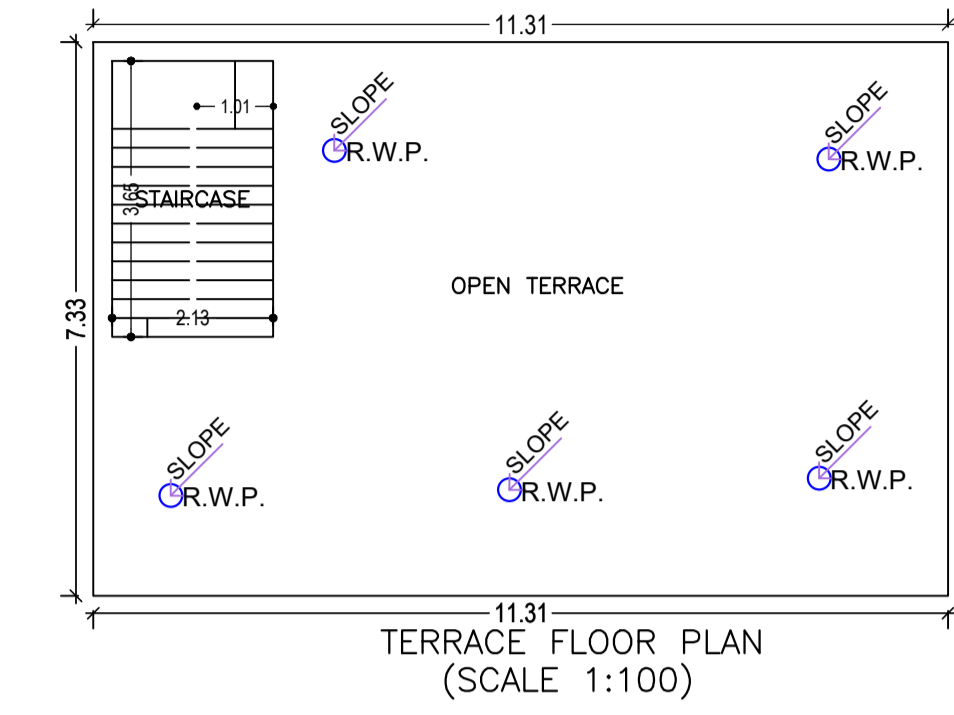 11.31
SLOPE
R.W.P.
SLOPE
R.W.P.
1.01
3.65
STAIRCASE
2.13
7.33
OPEN TERRACE
SLOPE
R.W.P.
SLOPE
R.W.P.
SLOPE
R.W.P.
11.31
TERRACE FLOOR PLAN
(SCALE 1:100)